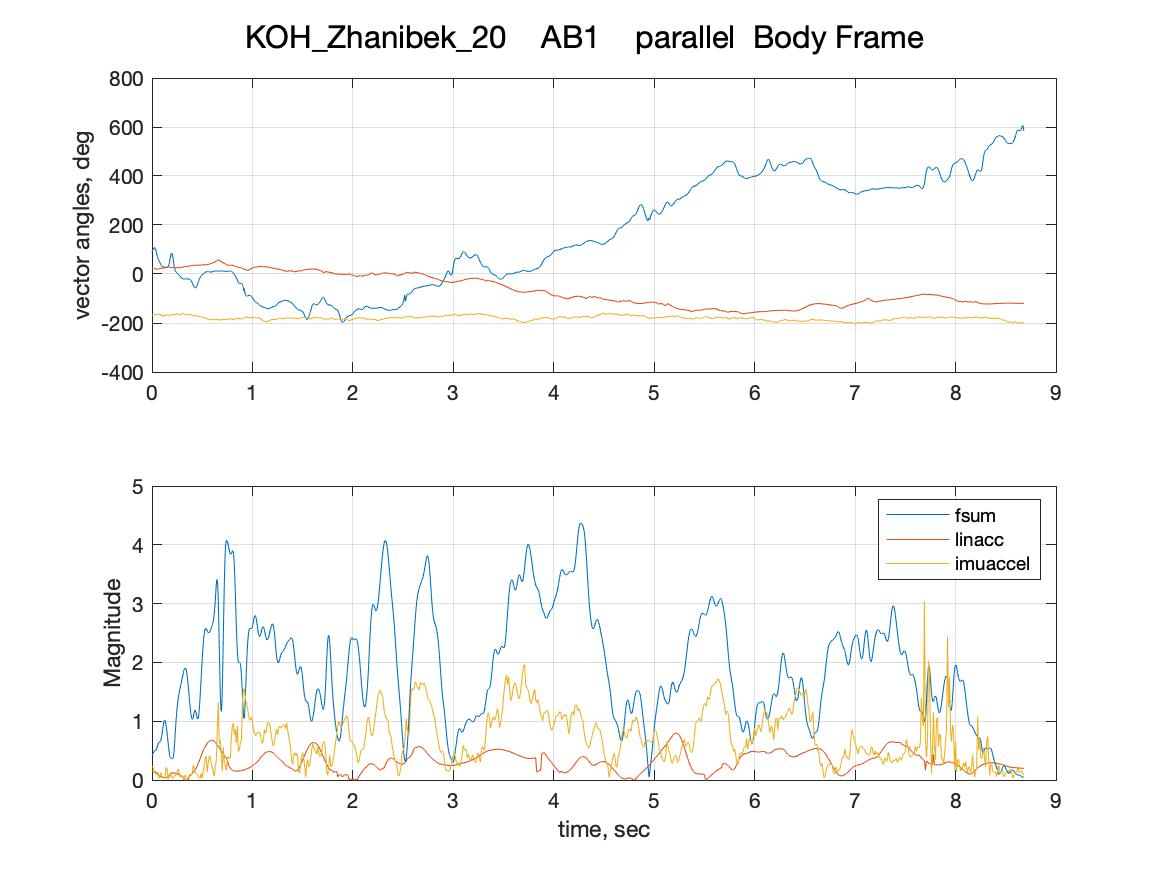 KOH_Zhanibek_20 AB1 parallel Body Frame
800
600
400
200
0
-200
-400
vector angles, deg
0 1 2 3 4 5 6 7 8 9
5
4
3
2
1
0
Magnitude
fsum
linacc
imuaccel
0 1 2 3 4 5 6 7 8 9
time, sec